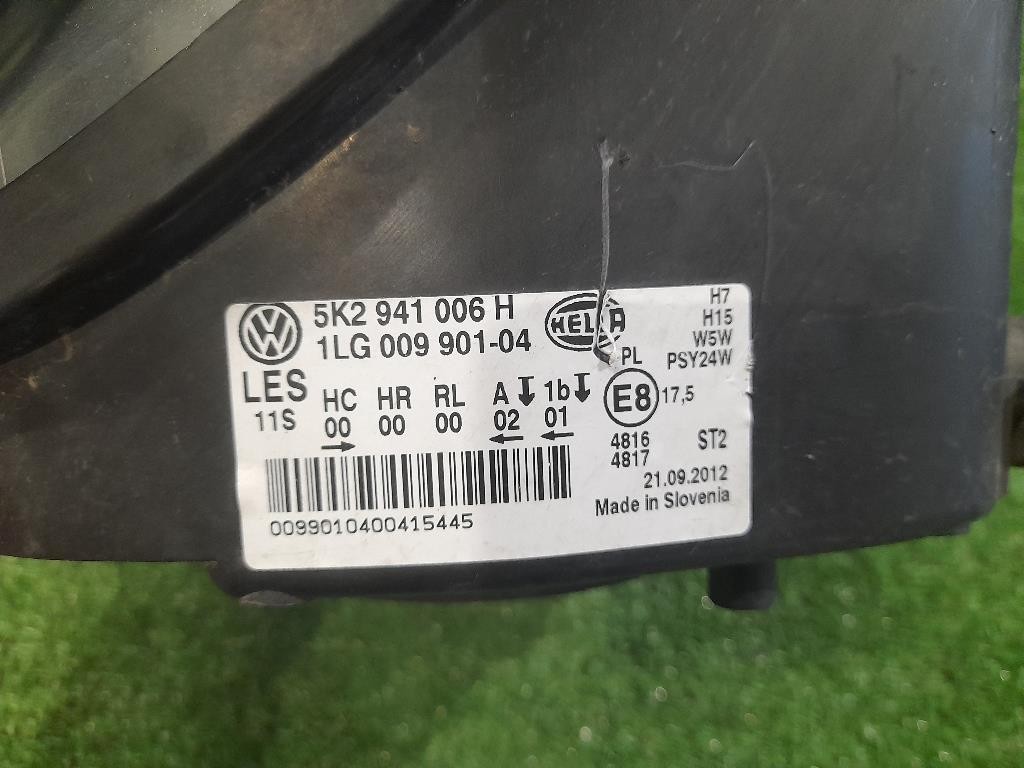 5K2 941 006 H
1LG 009 901-04
HELLA
H7
H15
W5W
PSY24W
PL
LES
11S
HC HR RL A 1b
00 00 00 02 01
E8 17,5
4816
4817
ST2
21.09.2012
Made in Slovenia
0099010400415445